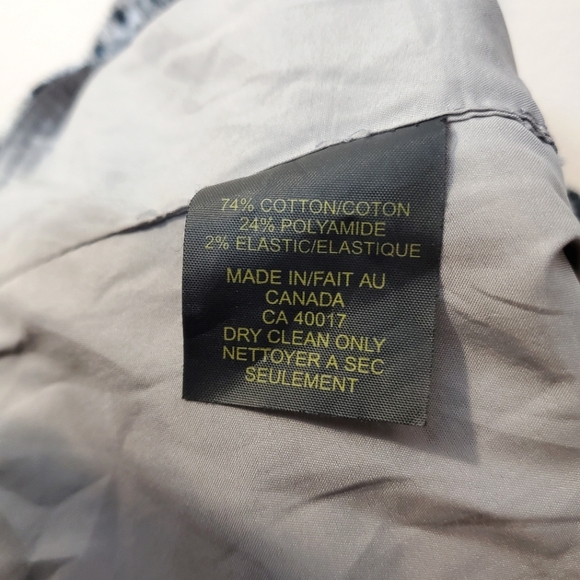 74% COTTON/COTON
24% POLYAMIDE
2% ELASTIC/ELASTIQUE
MADE IN/FAIT AU
CANADA
CA 40017
DRY CLEAN ONLY
NETTOYER A SEC
SEULEMENT